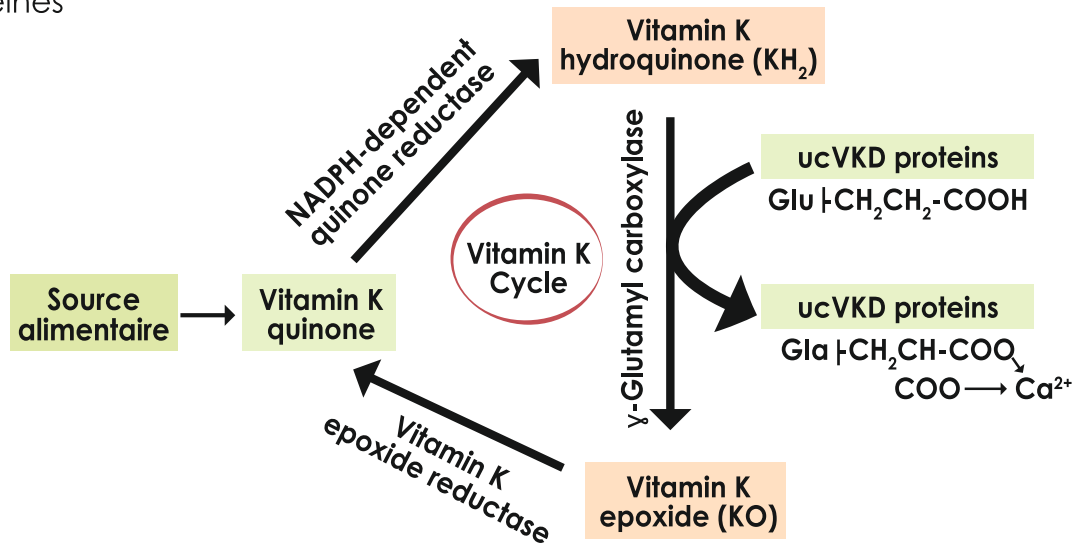 Vitamin K
hydroquinone (KH₂)
NADPH-dependent
quinone reductase
γ-Glutamyl carboxylase
ucVKD proteins
Glu |-CH₂CH₂-COOH
Vitamin K
Cycle
Source
alimentaire
Vitamin K
quinone
ucVKD proteins
Gla |-CH₂CH-COO
COO → Ca²⁺
Vitamin K
epoxide reductase
Vitamin K
epoxide (KO)